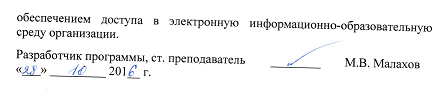 обеспечением доступа в электронную информационно-образовательную
среду организации.
Разработчик программы, ст. преподаватель М.В. Малахов
«28» 10 2016 г.